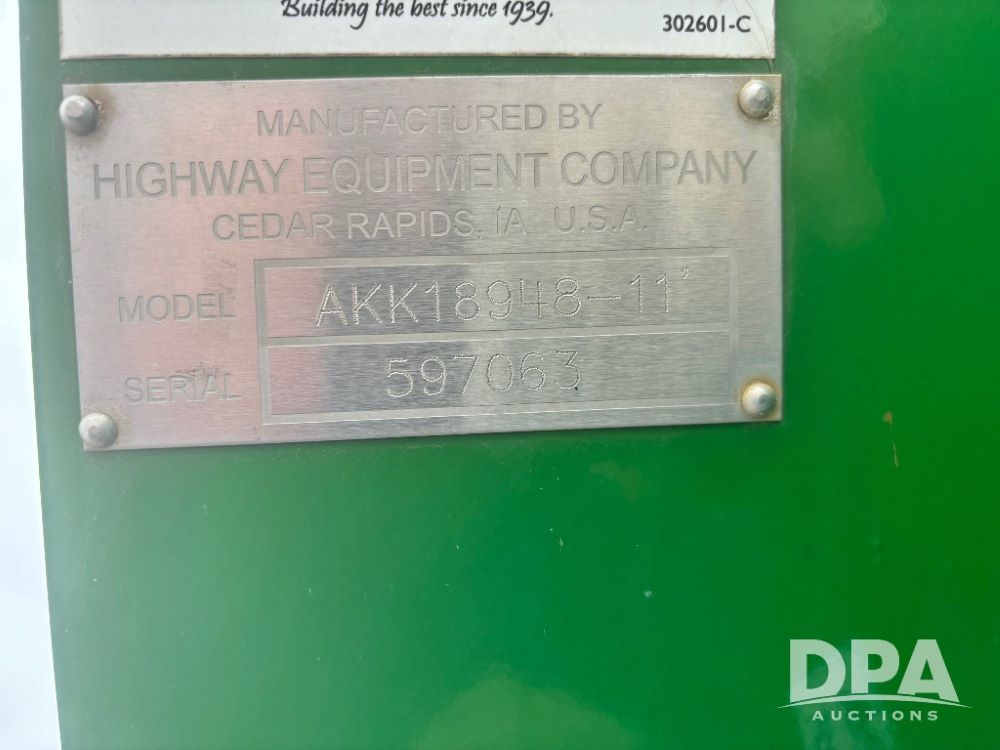 Building the best since 1939.
302601-C
MANUFACTURED BY
HIGHWAY EQUIPMENT COMPANY
CEDAR RAPIDS, IA. U.S.A.
MODEL AKK18948-11'
SERIAL 597063
DPA
AUCTIONS